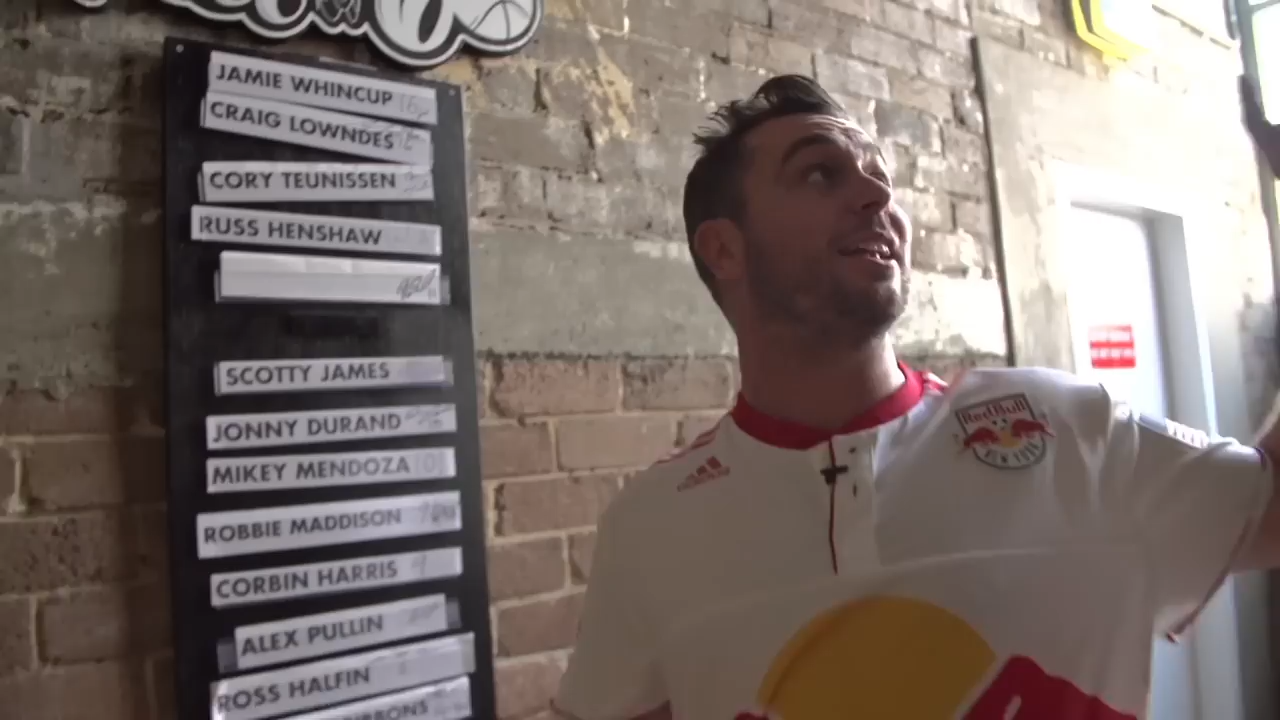 JAMIE WHINCUP
CRAIG LOWNDES
CORY TEUNISSEN
RUSS HENSHAW
SCOTTY JAMES
JONNY DURAND
MIKEY MENDOZA
ROBBIE MADDISON
CORBIN HARRIS
ALEX PULLIN
ROSS HALFIN
adidas
Red Bull
NEW YORK